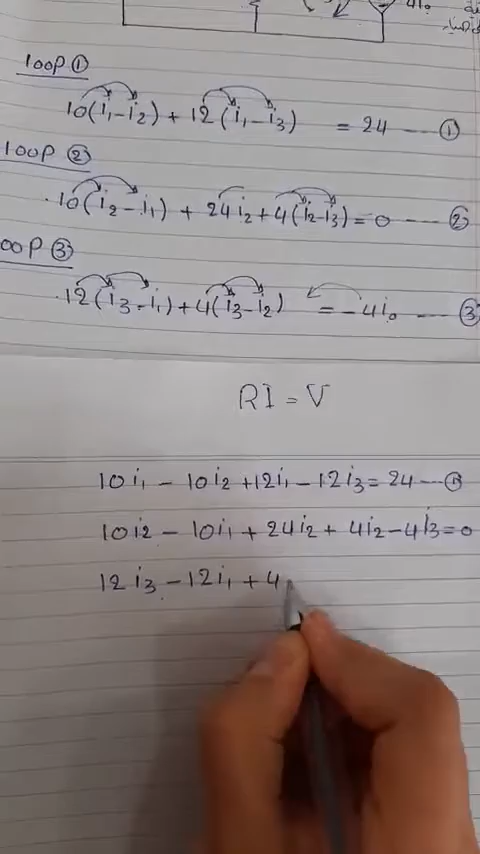 4i₀
loop ①
10(i₁-i₂) + 12(i₁-i₃) = 24 ---- ①
loop ②
10(i₂-i₁) + 24i₂+4(i₂-i₃)=0 ---- ②
oop ③
12(i₃-i₁)+4(i₃-i₂) =-4i₀ ---- ③
RI = V
10i₁ - 10i₂ +12i₁ - 12i₃= 24 --- ①
10i₂ - 10i₁ + 24i₂ + 4i₂-4i₃=0
12i₃ -12i₁ + 4